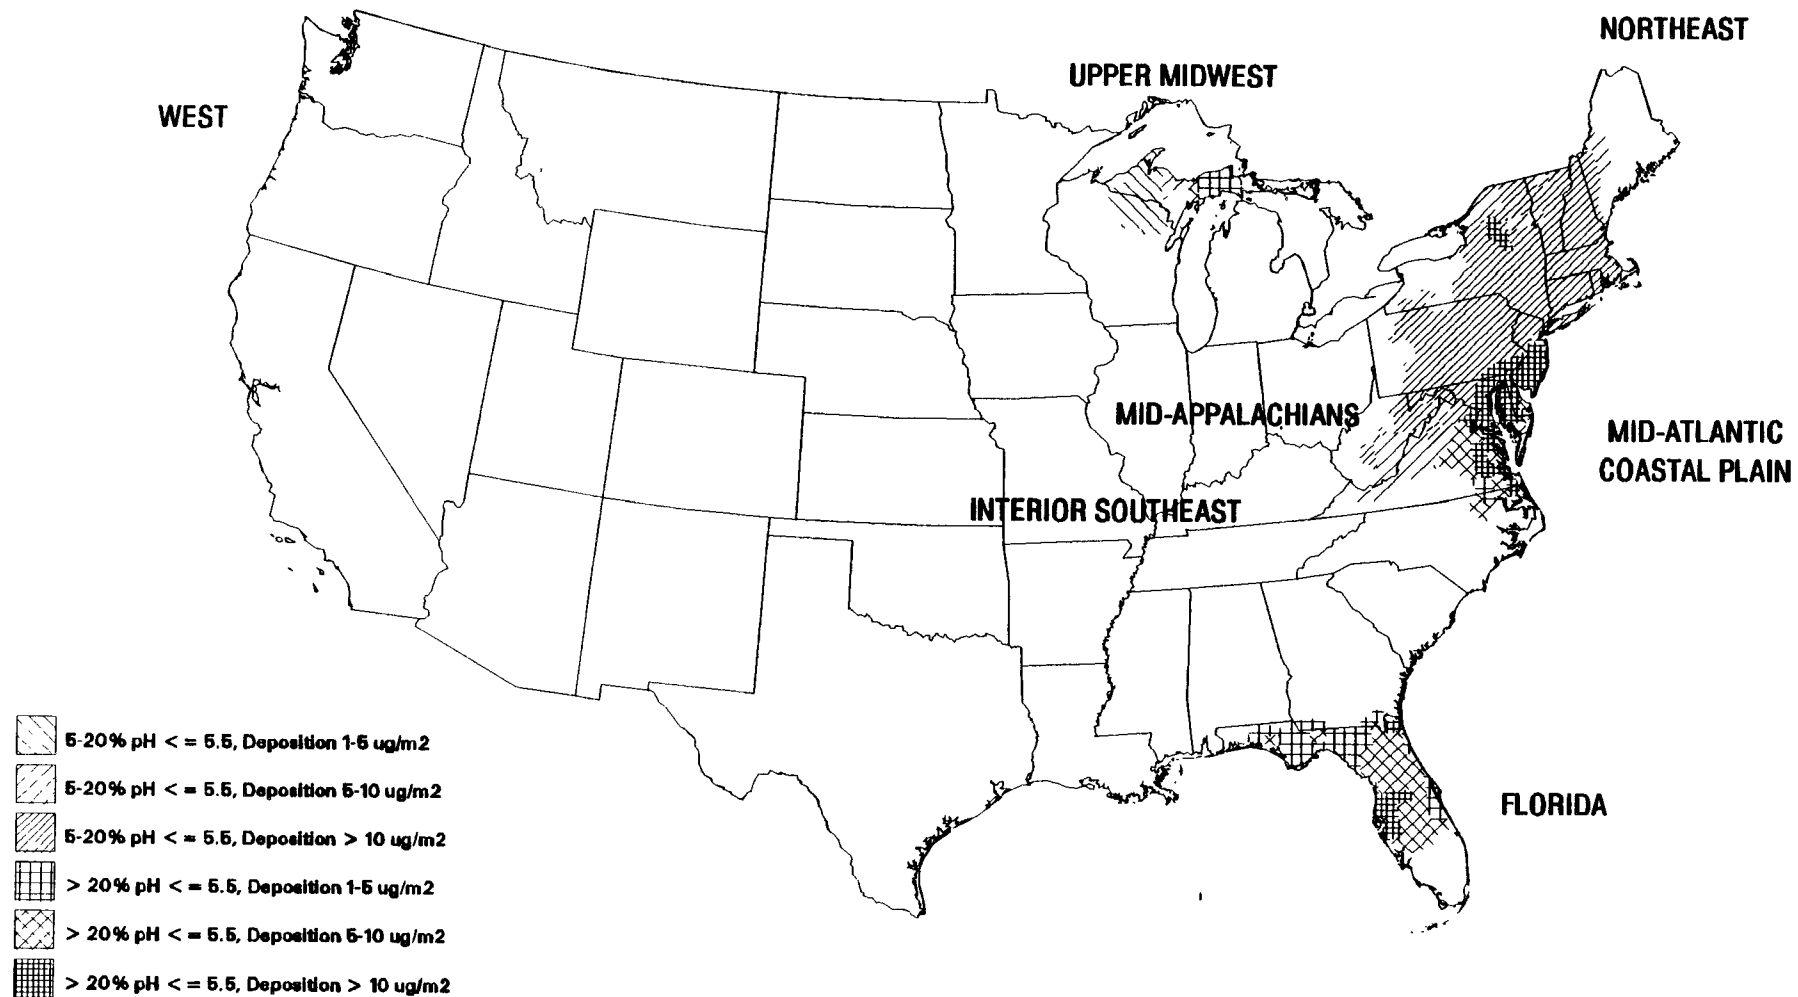 NORTHEAST
UPPER MIDWEST
WEST
MID-APPALACHIANS
MID-ATLANTIC
COASTAL PLAIN
INTERIOR SOUTHEAST
FLORIDA
5-20% pH < = 5.5, Deposition 1-5 ug/m2
5-20% pH < = 5.5, Deposition 5-10 ug/m2
5-20% pH < = 5.5, Deposition > 10 ug/m2
> 20% pH < = 5.5, Deposition 1-5 ug/m2
> 20% pH < = 5.5, Deposition 5-10 ug/m2
> 20% pH < = 5.5, Deposition > 10 ug/m2